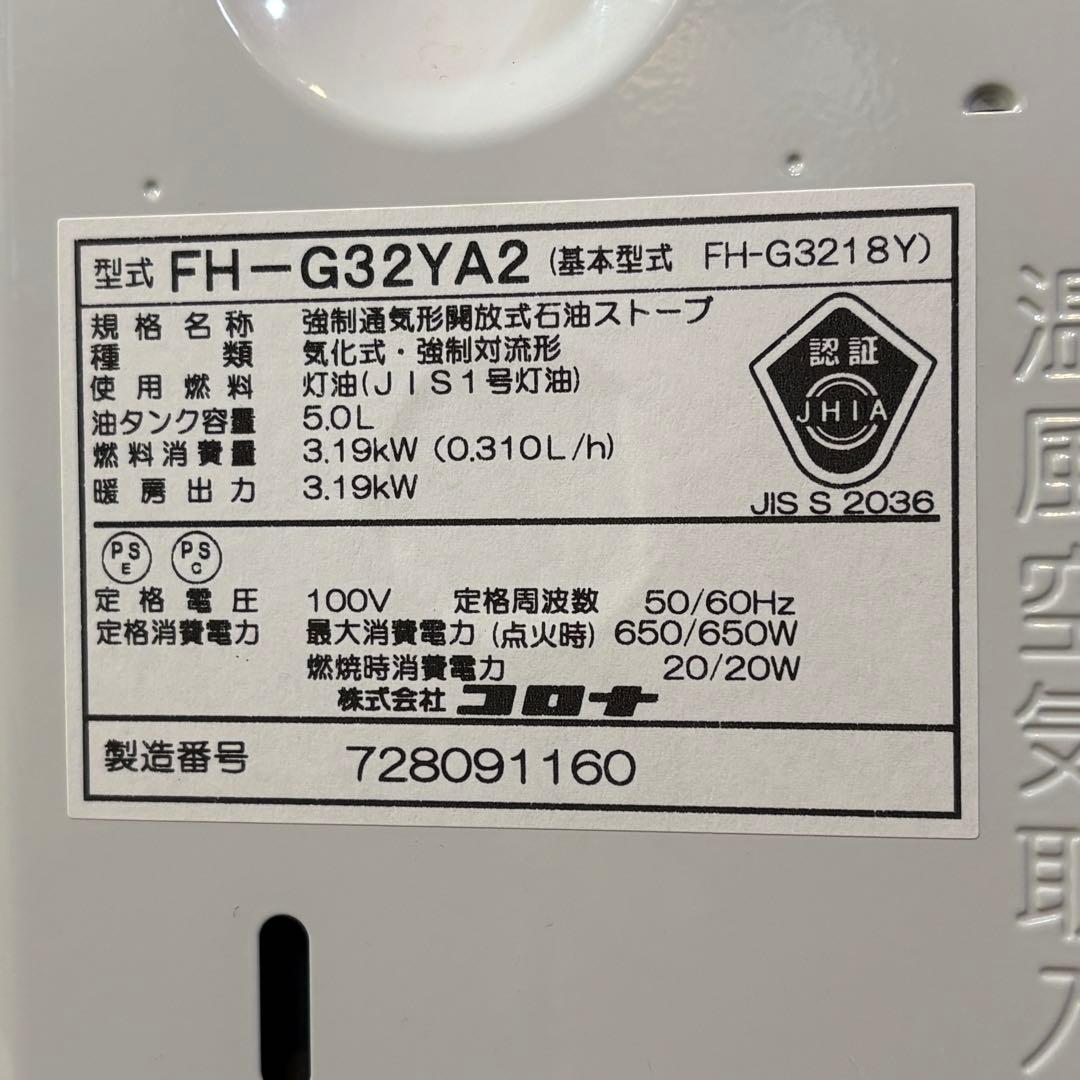 型式 FH-G32YA2 (基本型式 FH-G3218Y)
規格名称 強制通気形開放式石油ストーブ
種類 気化式・強制対流形
使用燃料 灯油(JIS1号灯油)
油タンク容量 5.0L
燃料消費量 3.19kW (0.310L/h)
暖房出力 3.19kW
認証
JHIA
JIS S 2036
PS E PS C
定格電圧 100V 定格周波数 50/60Hz
定格消費電力 最大消費電力 (点火時) 650/650W
燃焼時消費電力 20/20W
株式会社 コロナ
製造番号 728091160
温風空気取入